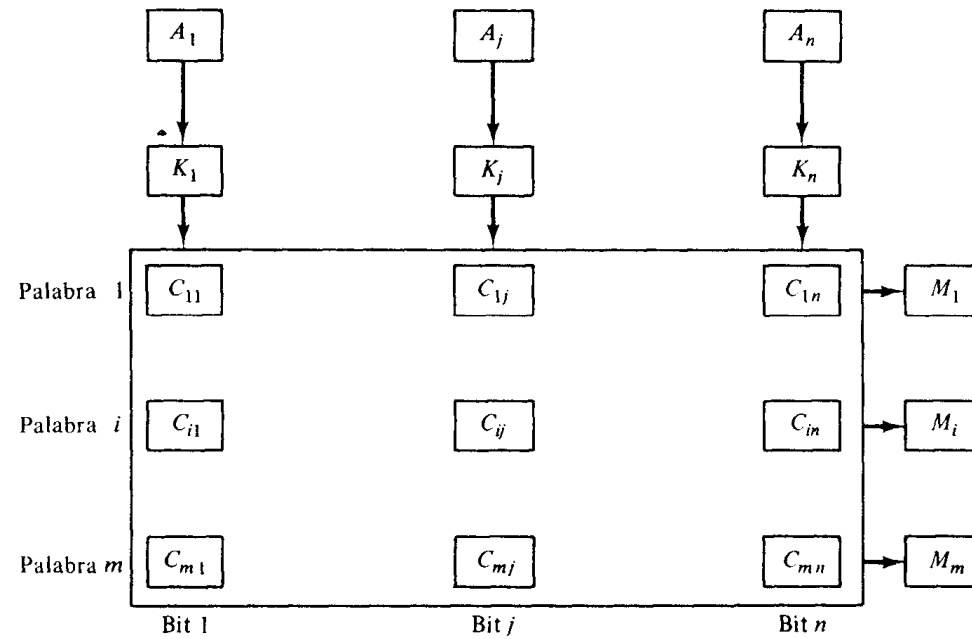 A1 Aj An
K1 Kj Kn
Palabra 1 C11 C1j C1n M1
Palabra i Ci1 Cij Cin Mi
Palabra m Cm1 Cmj Cmn Mm
Bit 1 Bit j Bit n